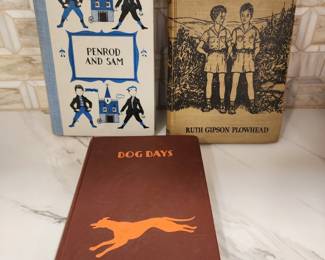 PENROD
AND SAM
RUTH GIPSON PLOWHEAD
DOG DAYS